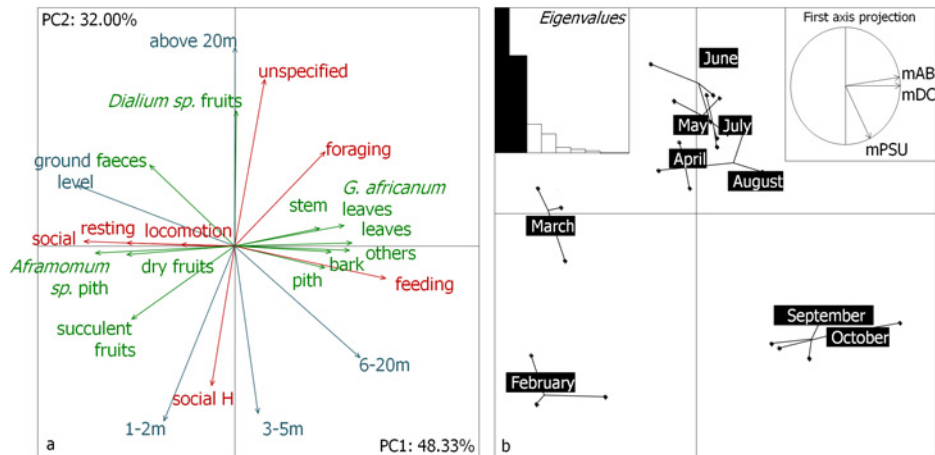 PC2: 32.00%
above 20m
unspecified
Dialium sp. fruits
ground
level
faeces
foraging
G. africanum
leaves
stem
leaves
resting
locomotion
social
others
Aframomum
sp. pith
dry fruits
bark
pith
feeding
succulent
fruits
6-20m
social H
1-2m
3-5m
a
PC1: 48.33%
Eigenvalues
First axis projection
June
mAB
mDC
May
July
mPSU
April
August
March
September
October
February
b